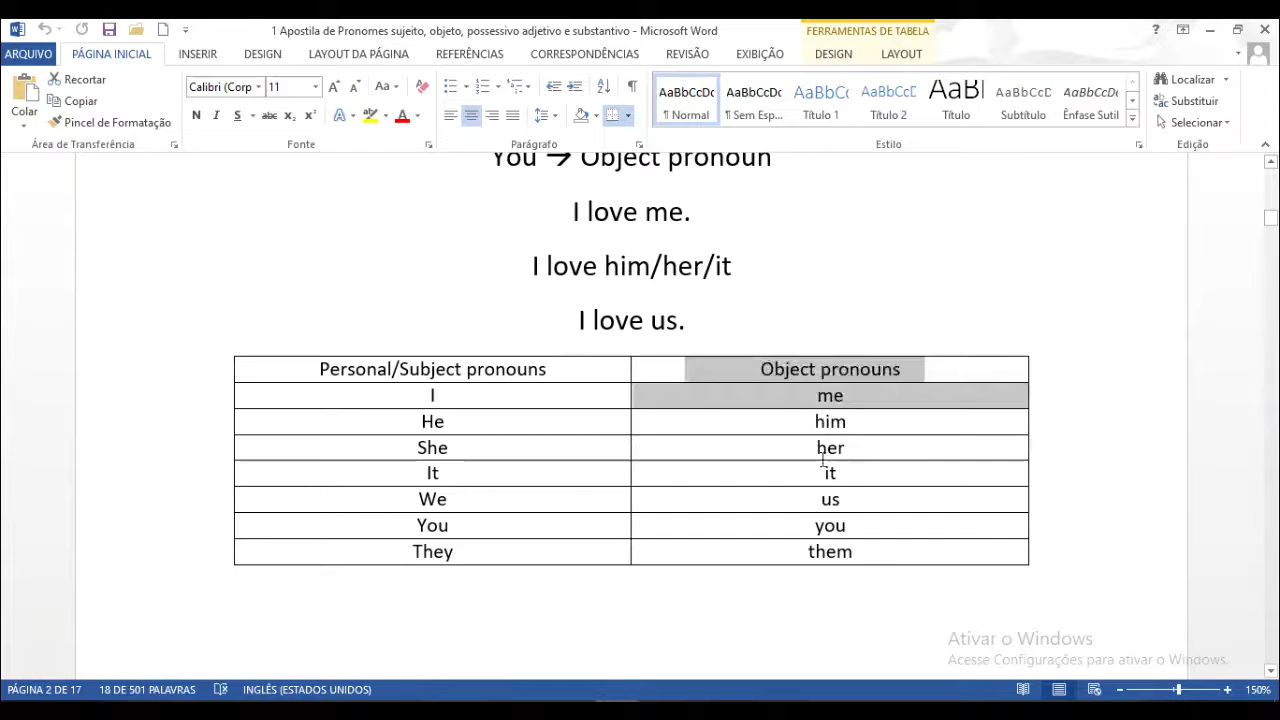 1 Apostila de Pronomes sujeito, objeto, possessivo adjetivo e substantivo - Microsoft Word
FERRAMENTAS DE TABELA
ARQUIVO PÁGINA INICIAL INSERIR DESIGN LAYOUT DA PÁGINA REFERÊNCIAS CORRESPONDÊNCIAS REVISÃO EXIBIÇÃO DESIGN LAYOUT
Colar
Recortar
Copiar
Pincel de Formatação
Área de Transferência
Calibri (Corp 11
N I S abc x₂ x²
Fonte
Parágrafo
AaBbCcDc AaBbCcDc AaBbCc AaBbCcD AaBl AaBbCcD AaBbCcDc
¶ Normal ¶ Sem Esp... Título 1 Título 2 Título Subtítulo Ênfase Sutil
Estilo
Localizar
Substituir
Selecionar
Edição
You → Object pronoun
I love me.
I love him/her/it
I love us.
Personal/Subject pronouns Object pronouns
I me
He him
She her
It it
We us
You you
They them
Ativar o Windows
Acesse Configurações para ativar o Windows.
PÁGINA 2 DE 17 18 DE 501 PALAVRAS INGLÊS (ESTADOS UNIDOS) 150%